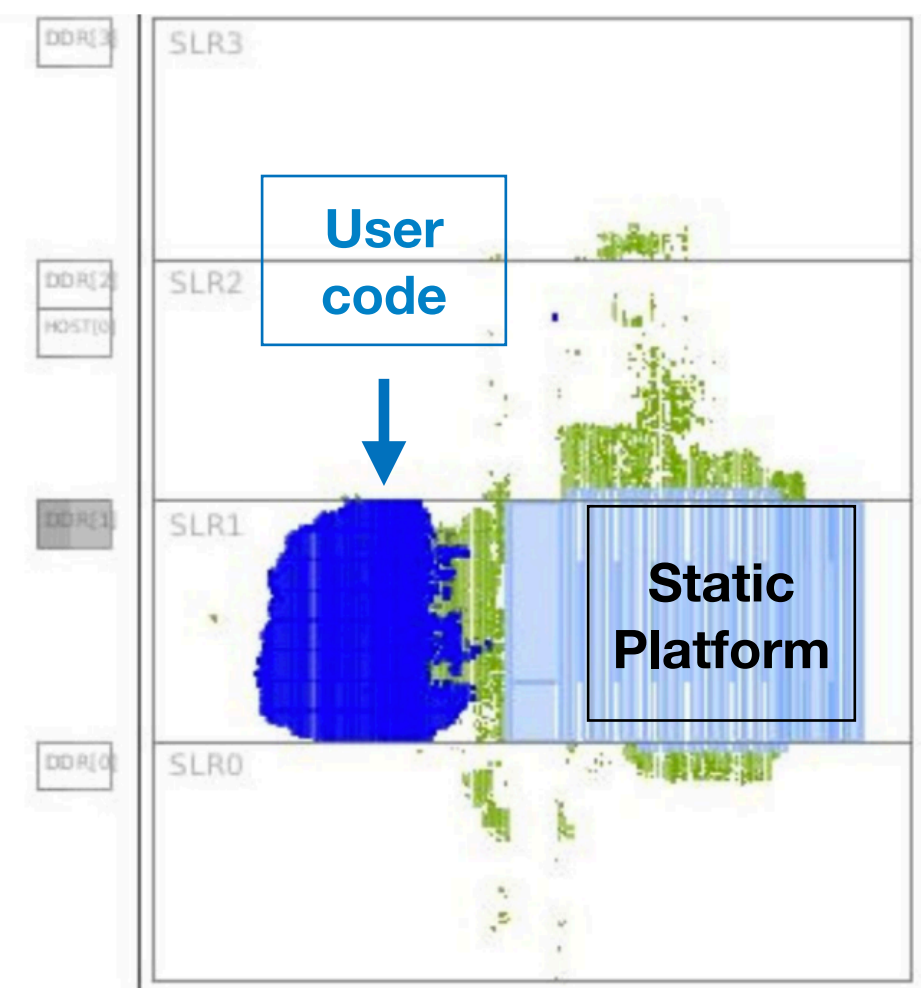 DDR[3]
SLR3
User
code
DDR[2]
SLR2
HOST[0]
DDR[1]
SLR1
Static
Platform
DDR[0]
SLR0